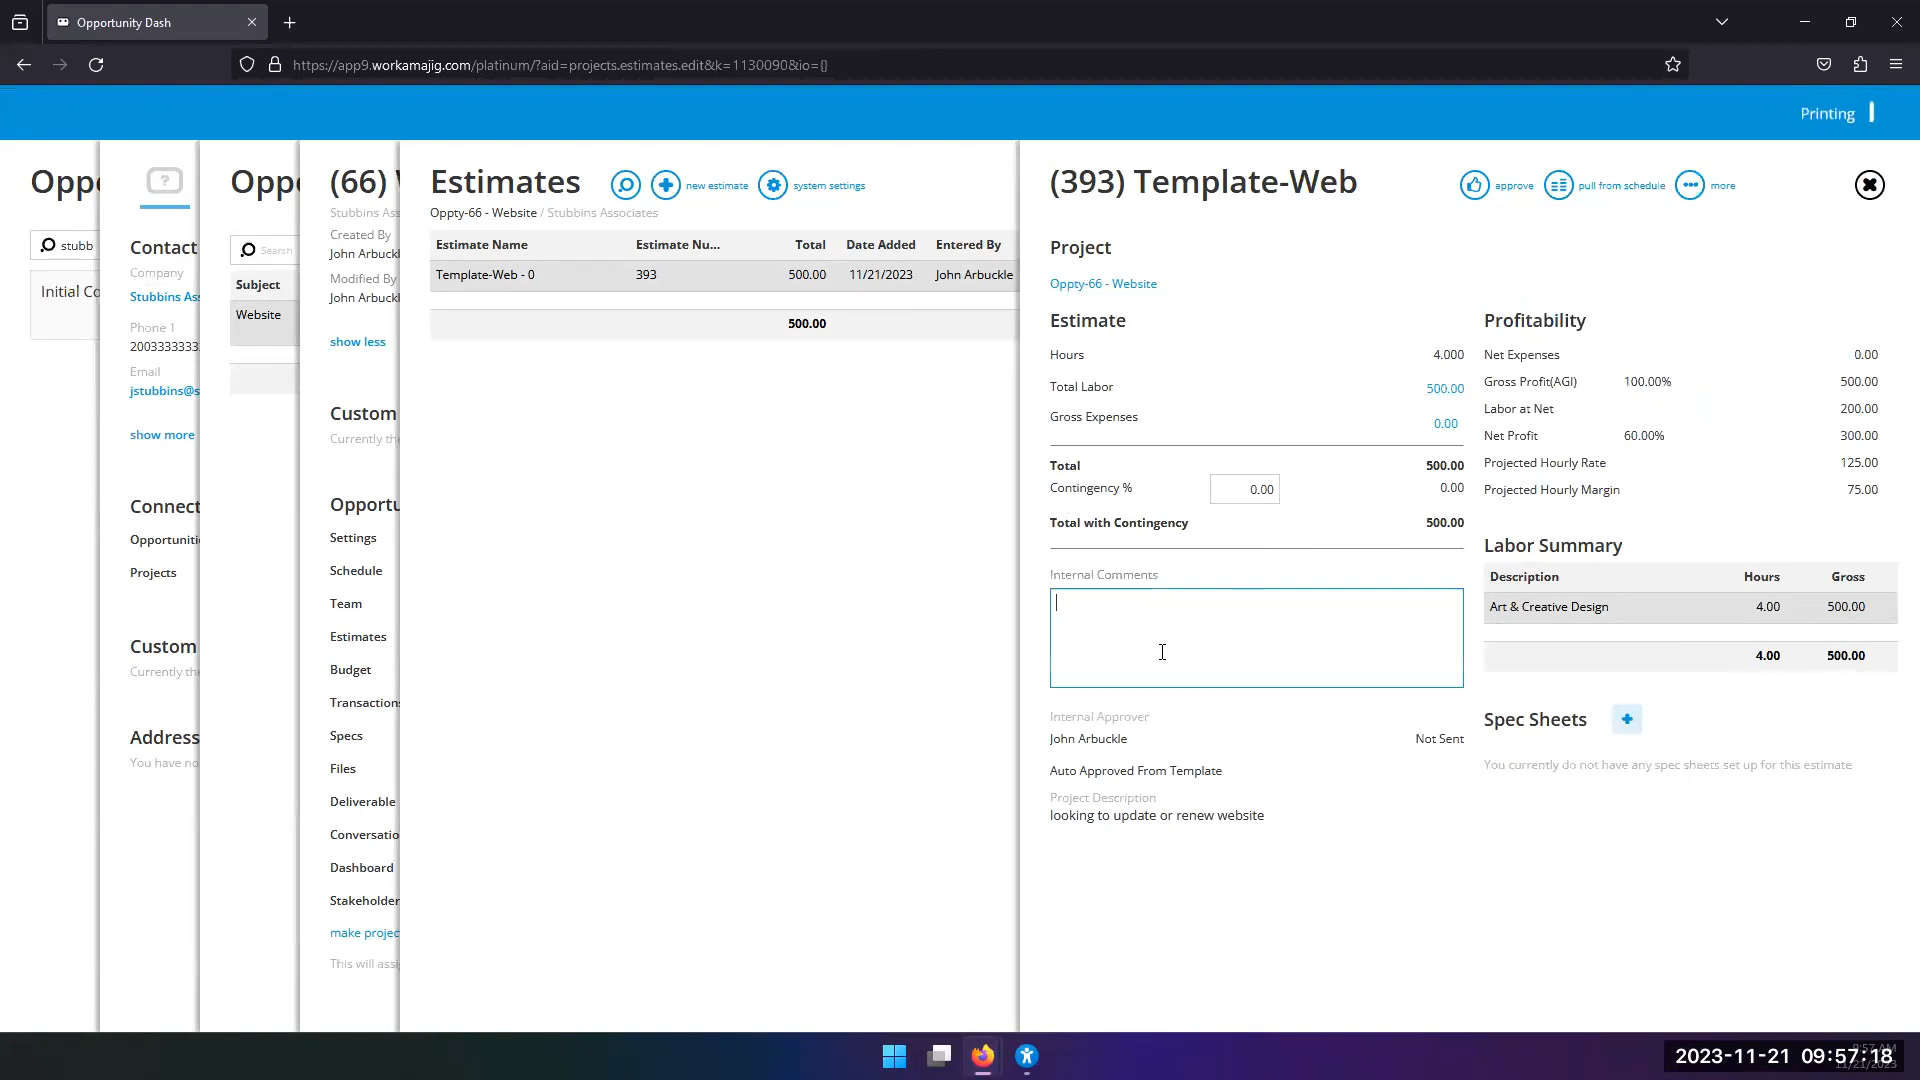 Opportunity Dash
https://app9.workamajig.com/platinum/?aid=projects.estimates.edit&k=1130090&io={}
Printing
Oppo
stubb
Initial Co
?
Contact
Company
Stubbins Ass
Phone 1
2003333333
Email
jstubbins@s
show more
Connect
Opportuniti
Projects
Custom
Currently the
Address
You have no
Oppo
Search
Subject
Website
(66)
Stubbins Ass
Created By
John Arbuckl
Modified By
John Arbuckl
show less
Custom
Currently the
Opportu
Settings
Schedule
Team
Estimates
Budget
Transactions
Specs
Files
Deliverable
Conversatio
Dashboard
Stakeholder
make projec
This will assi
Estimates
new estimate
system settings
Oppty-66 - Website / Stubbins Associates
Estimate Name Estimate Nu... Total Date Added Entered By
Template-Web - 0 393 500.00 11/21/2023 John Arbuckle
500.00
(393) Template-Web
approve
pull from schedule
more
Project
Oppty-66 - Website
Estimate
Hours 4.000
Total Labor 500.00
Gross Expenses 0.00
Total 500.00
Contingency % 0.00 0.00
Total with Contingency 500.00
Internal Comments
Internal Approver
John Arbuckle Not Sent
Auto Approved From Template
Project Description
looking to update or renew website
Profitability
Net Expenses 0.00
Gross Profit(AGI) 100.00% 500.00
Labor at Net 200.00
Net Profit 60.00% 300.00
Projected Hourly Rate 125.00
Projected Hourly Margin 75.00
Labor Summary
Description Hours Gross
Art & Creative Design 4.00 500.00
4.00 500.00
Spec Sheets
You currently do not have any spec sheets set up for this estimate
2023-11-21 09:57:18